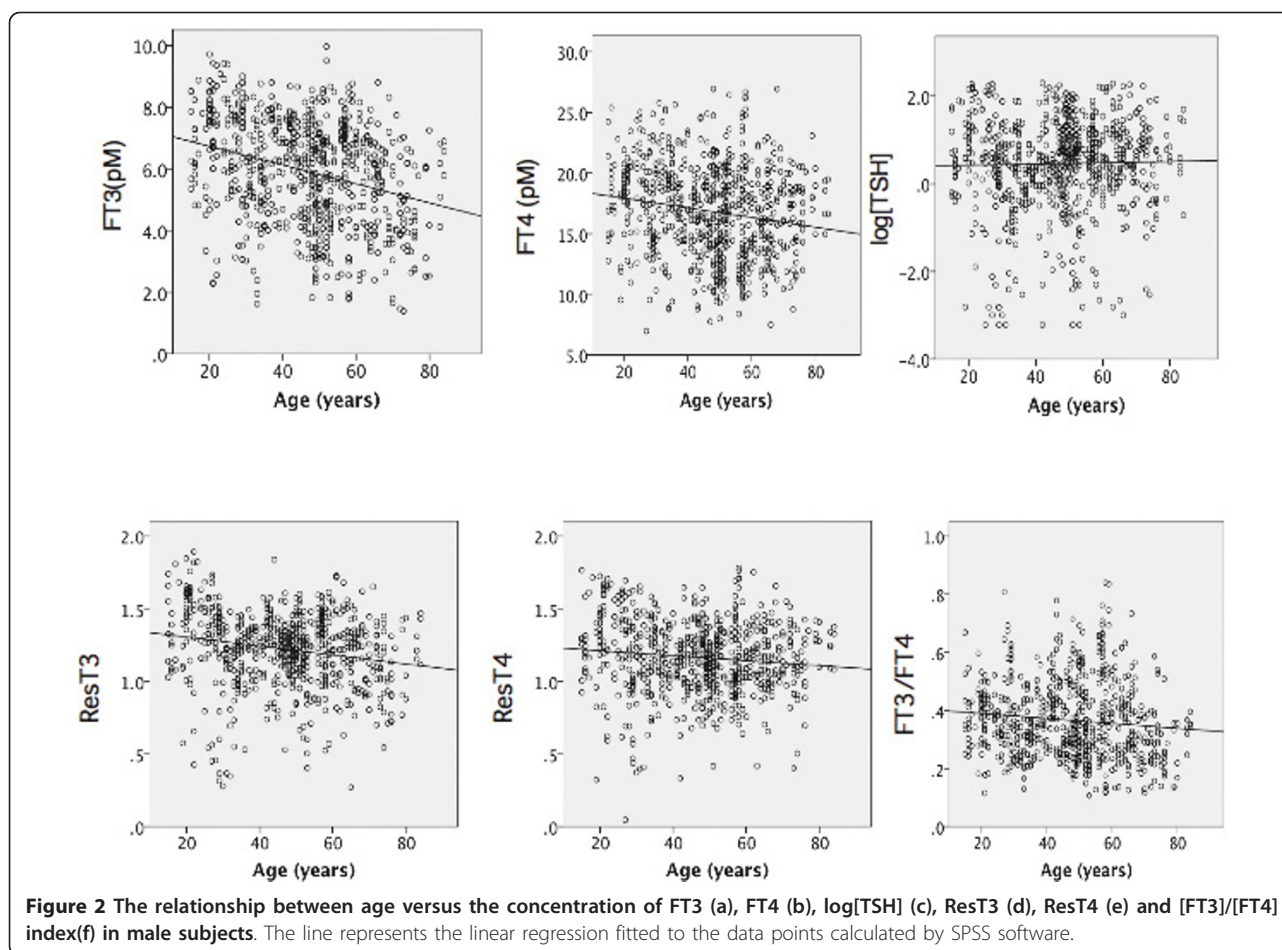 10.0
8.0
6.0
4.0
2.0
.0
FT3(pM)
20 40 60 80
Age (years)
30.0
25.0
20.0
15.0
10.0
5.0
FT4 (pM)
20 40 60 80
Age (years)
2.0
.0
-2.0
-4.0
log[TSH]
20 40 60 80
Age (years)
2.0
1.5
1.0
.5
.0
ResT3
20 40 60 80
Age (years)
2.0
1.5
1.0
.5
.0
ResT4
20 40 60 80
Age (years)
1.0
.8
.6
.4
.2
.0
FT3/FT4
20 40 60 80
Age (years)
Figure 2 The relationship between age versus the concentration of FT3 (a), FT4 (b), log[TSH] (c), ResT3 (d), ResT4 (e) and [FT3]/[FT4]
index(f) in male subjects. The line represents the linear regression fitted to the data points calculated by SPSS software.